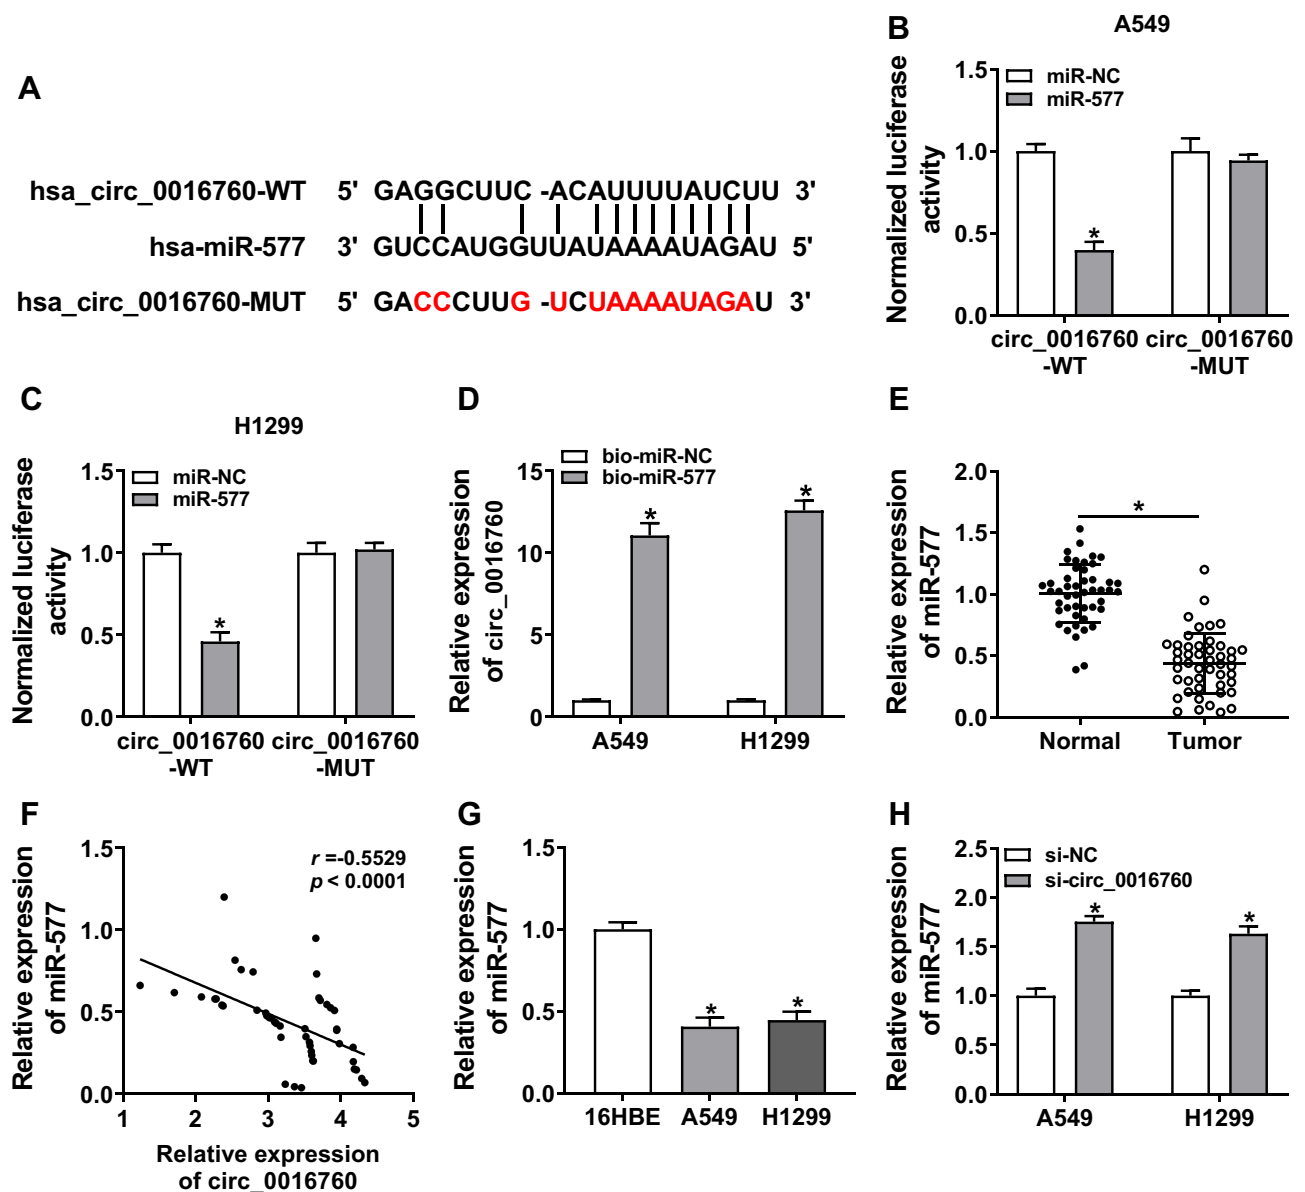 A
hsa_circ_0016760-WT 5' GAGGCUUC -ACAUUUUAUCUU 3'
hsa-miR-577 3' GUCCAUGGUUAUAAAAUAGAU 5'
hsa_circ_0016760-MUT 5' GACCCUUG -UCUAAAAUAGAU 3'
B
A549
Normalized luciferase
activity
1.5
1.0
0.5
0.0
miR-NC
miR-577
*
circ_0016760
-WT
circ_0016760
-MUT
C
H1299
Normalized luciferase
activity
1.5
1.0
0.5
0.0
miR-NC
miR-577
*
circ_0016760
-WT
circ_0016760
-MUT
D
Relative expression
of circ_0016760
15
10
5
0
bio-miR-NC
bio-miR-577
*
*
A549
H1299
E
Relative expression
of miR-577
2.0
1.5
1.0
0.5
0.0
*
Normal
Tumor
F
Relative expression
of miR-577
1.5
1.0
0.5
0.0
r =-0.5529
p < 0.0001
1 2 3 4 5
Relative expression
of circ_0016760
G
Relative expression
of miR-577
1.5
1.0
0.5
0.0
*
*
16HBE A549 H1299
H
Relative expression
of miR-577
2.5
2.0
1.5
1.0
0.5
0.0
si-NC
si-circ_0016760
*
*
A549
H1299